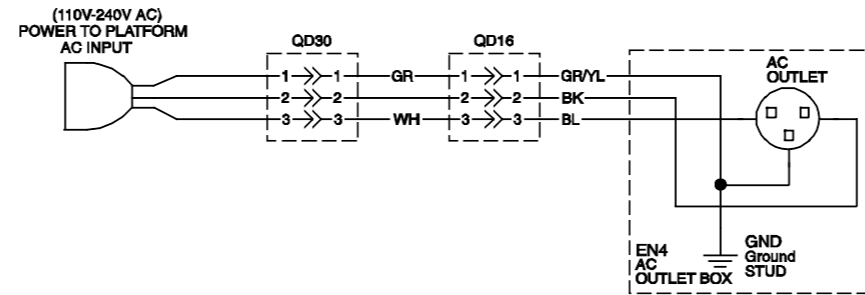 (110V-240V AC)
POWER TO PLATFORM
AC INPUT
QD30
QD16
AC
OUTLET
1 1 GR 1 1 GR/YL
2 2 2 2 BK
3 3 WH 3 3 BL
EN4
AC
OUTLET BOX
GND
Ground
STUD